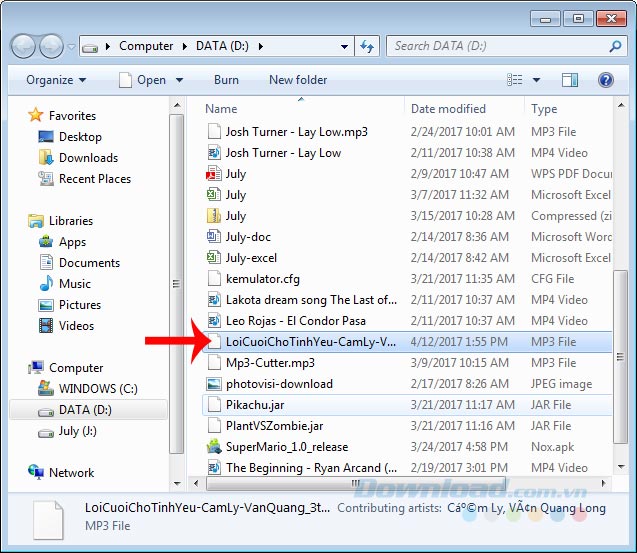 Computer ▸ DATA (D:) ▸
Search DATA (D:)
Organize Open Burn New folder
Favorites
Desktop
Downloads
Recent Places
Libraries
Apps
Documents
Music
Pictures
Videos
Computer
WINDOWS (C:)
DATA (D:)
July (J:)
Network
Name Date modified Type
Josh Turner - Lay Low.mp3 2/24/2017 10:01 AM MP3 File
Josh Turner - Lay Low 2/11/2017 10:38 AM MP4 Video
July 2/9/2017 10:47 AM WPS PDF Docu
July 3/7/2017 11:32 AM Microsoft Excel
July 3/15/2017 10:28 AM Compressed (zi
July-doc 2/14/2017 8:36 AM Microsoft Word
July-excel 2/14/2017 8:42 AM Microsoft Excel
kemulator.cfg 3/21/2017 11:35 AM CFG File
Lakota dream song The Last of... 2/11/2017 10:28 AM MP4 Video
Leo Rojas - El Condor Pasa 2/11/2017 10:31 AM MP4 Video
LoiCuoiChoTinhYeu-CamLy-V... 4/12/2017 1:55 PM MP3 File
Mp3-Cutter.mp3 3/9/2017 10:15 AM MP3 File
photovisi-download 2/17/2017 8:26 AM JPEG image
Pikachu.jar 3/21/2017 11:17 AM JAR File
PlantVSZombie.jar 3/21/2017 11:16 AM JAR File
SuperMario_1.0_release 3/24/2017 4:58 PM Nox.apk
The Beginning - Ryan Arcand (... 2/19/2017 3:01 PM MP4 Video
Download.com.vn
LoiCuoiChoTinhYeu-CamLy-VanQuang_3t... Contributing artists: Cáº©m Ly, VÄn Quang Long
MP3 File